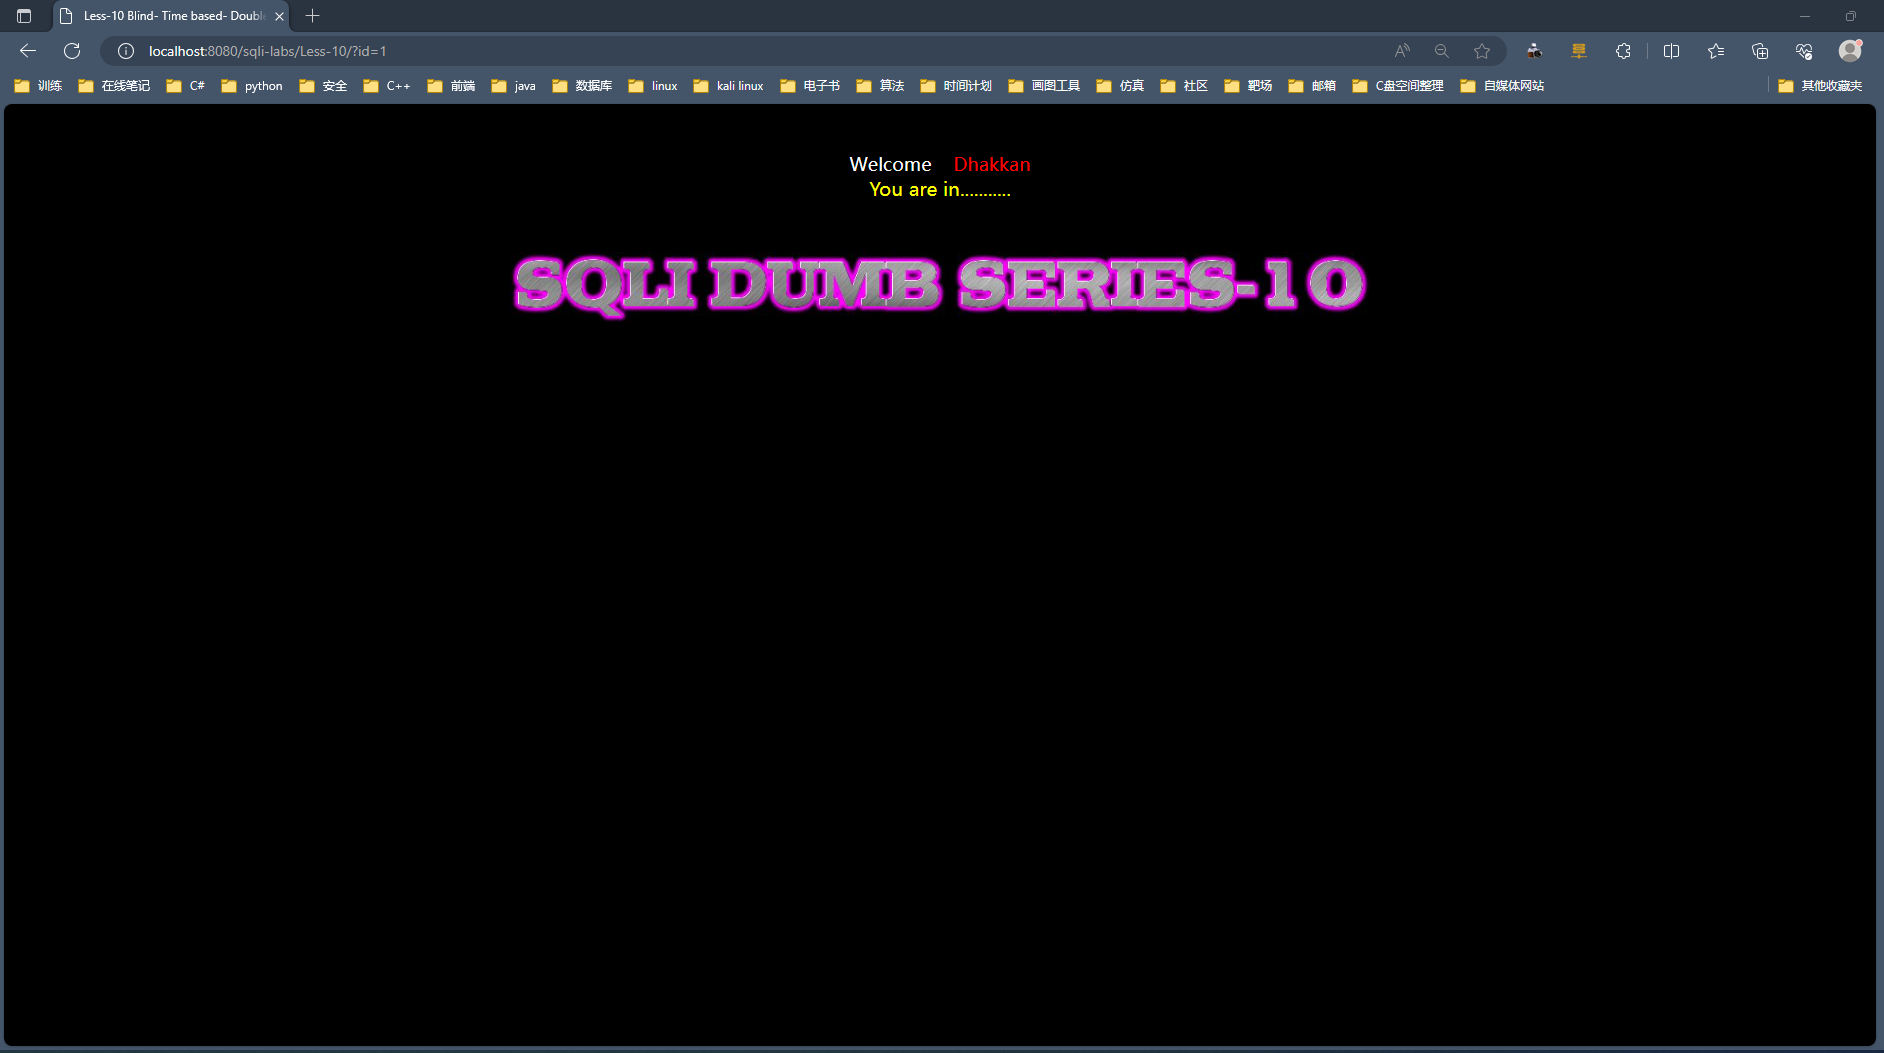 Less-10 Blind- Time based- Double
localhost:8080/sqli-labs/Less-10/?id=1
训练 在线笔记 C# python 安全 C++ 前端 java 数据库 linux kali linux 电子书 算法 时间计划 画图工具 仿真 社区 靶场 邮箱 C盘空间整理 自媒体网站 其他收藏夹
Welcome Dhakkan
You are in...........
SQLI DUMB SERIES-10